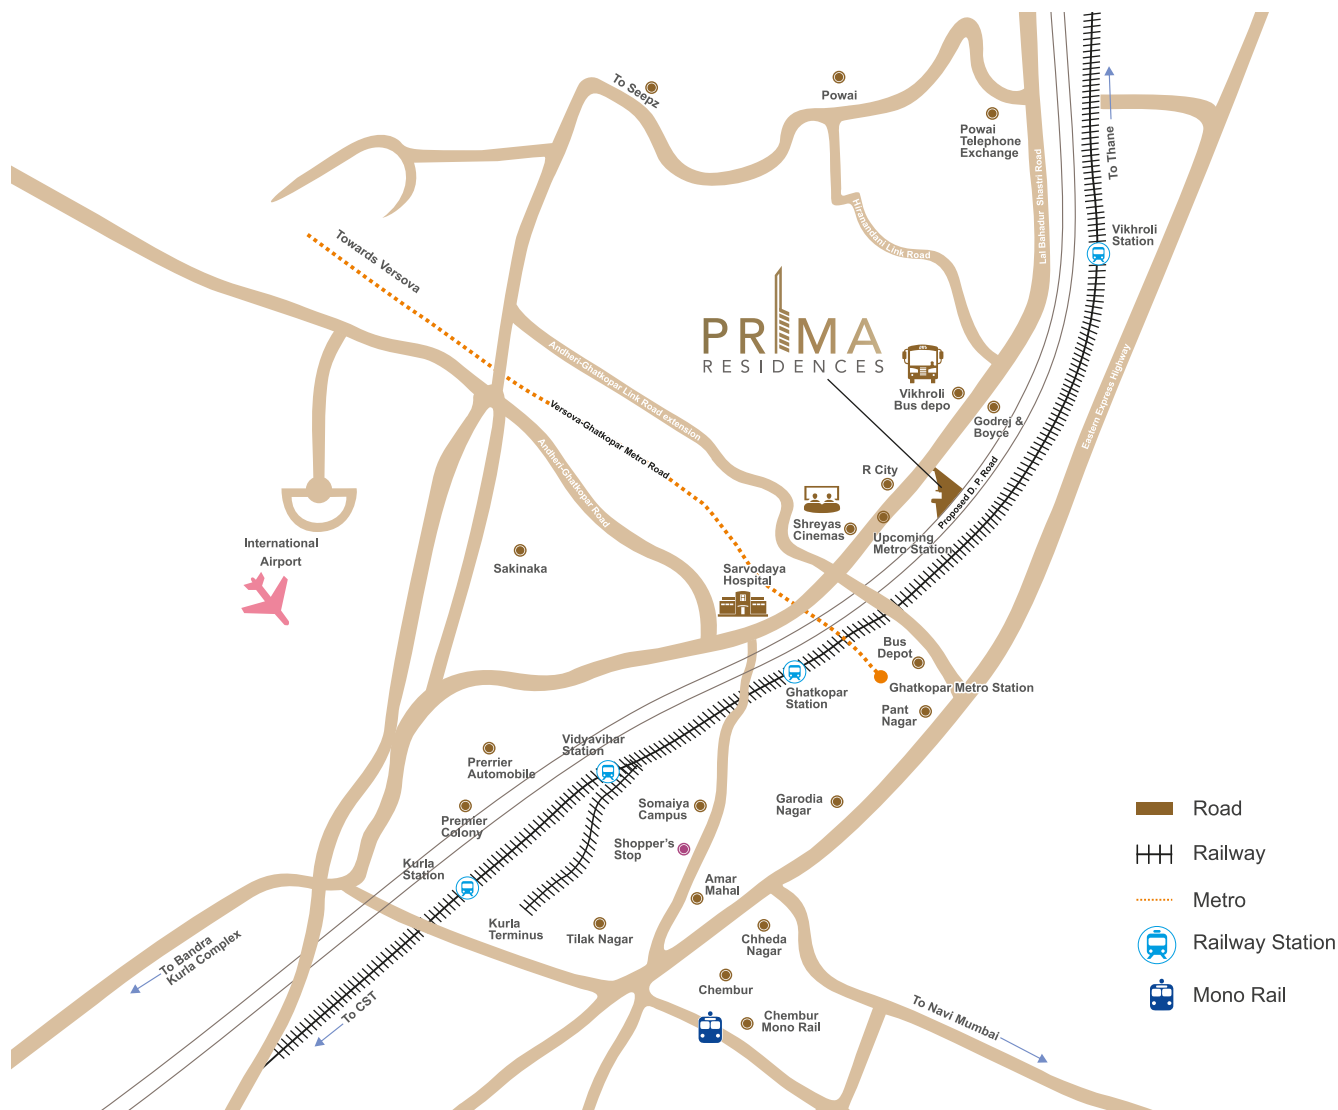 To Seepz
Powai
Powai
Telephone
Exchange
To Thane
Lal Bahadur Shastri Road
Hiranandani Link Road
Vikhroli
Station
Towards Versova
PRIMA
RESIDENCES
Vikhroli
Bus depo
Godrej &
Boyce
Eastern Express Highway
Andheri-Ghatkopar Link Road extension
Versova-Ghatkopar Metro Road
Andheri-Ghatkopar Road
R City
Proposed D. P. Road
Shreyas
Cinemas
Upcoming
Metro Station
International
Airport
Sakinaka
Sarvodaya
Hospital
Bus
Depot
Ghatkopar Metro Station
Ghatkopar
Station
Pant
Nagar
Vidyavihar
Station
Prerrier
Automobile
Premier
Colony
Somaiya
Campus
Garodia
Nagar
Shopper's
Stop
Kurla
Station
Amar
Mahal
Kurla
Terminus
Tilak Nagar
Chheda
Nagar
To Bandra
Kurla Complex
To CST
Chembur
Chembur
Mono Rail
To Navi Mumbai
Road
Railway
Metro
Railway Station
Mono Rail